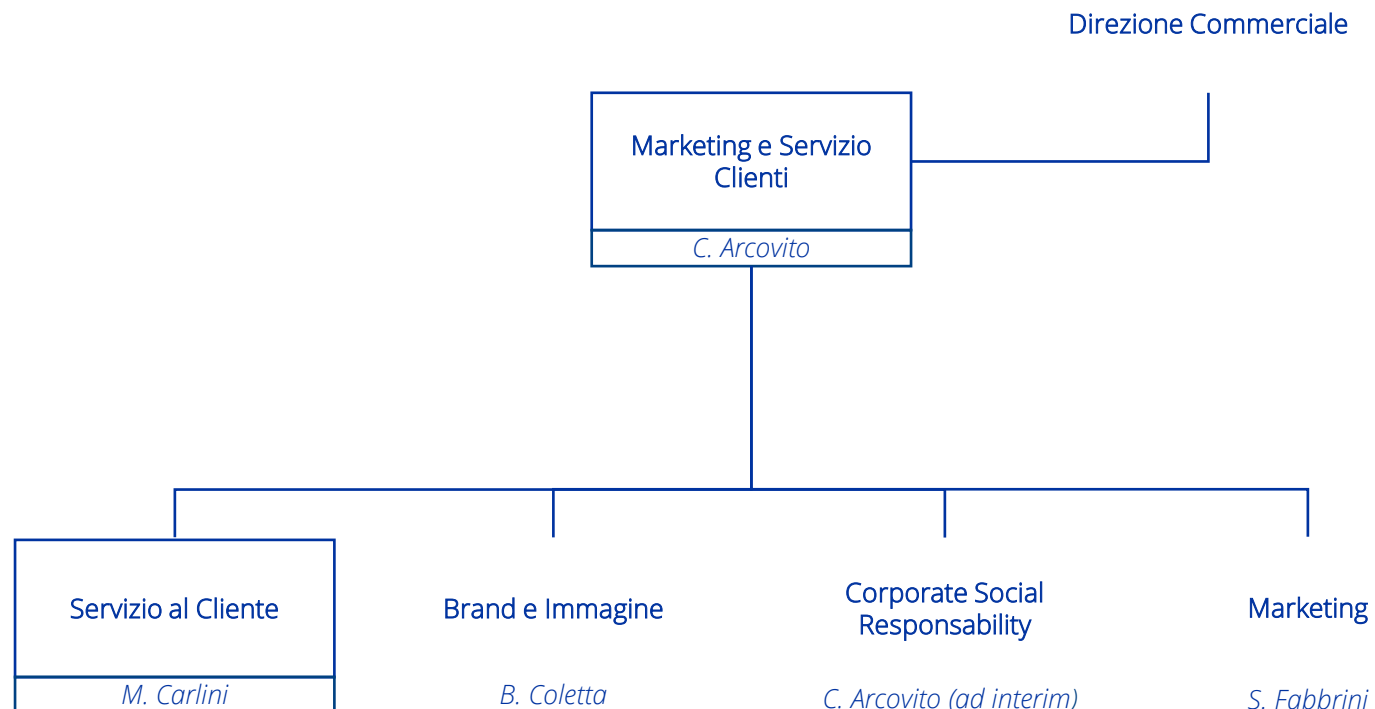 Direzione Commerciale
Marketing e Servizio
Clienti
C. Arcovito
Servizio al Cliente
M. Carlini
Brand e Immagine
B. Coletta
Corporate Social
Responsability
C. Arcovito (ad interim)
Marketing
S. Fabbrini